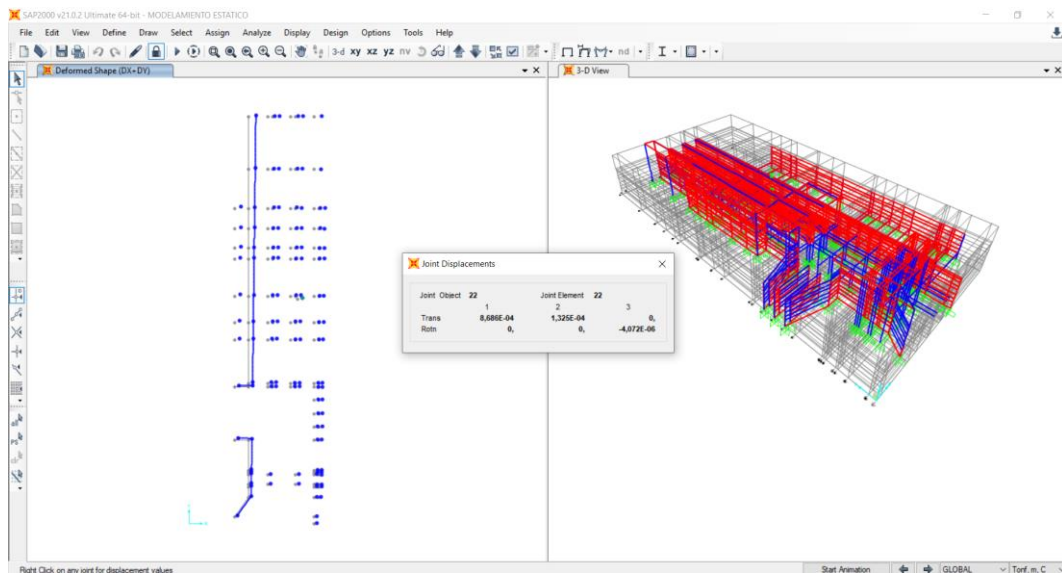 SAP2000 v21.0.2 Ultimate 64-bit - MODELAMIENTO ESTATICO
File Edit View Define Draw Select Assign Analyze Display Design Options Tools Help
3-d xy xz yz nv nd
Deformed Shape (DX+DY)
3-D View
Joint Displacements
Joint Object 22 Joint Element 22
1 2 3
Trans 8,686E-04 1,325E-04 0,
Rotn 0, 0, -4,072E-06
all
ps
Right Click on any joint for displacement values
Start Animation GLOBAL Tonf, m, C